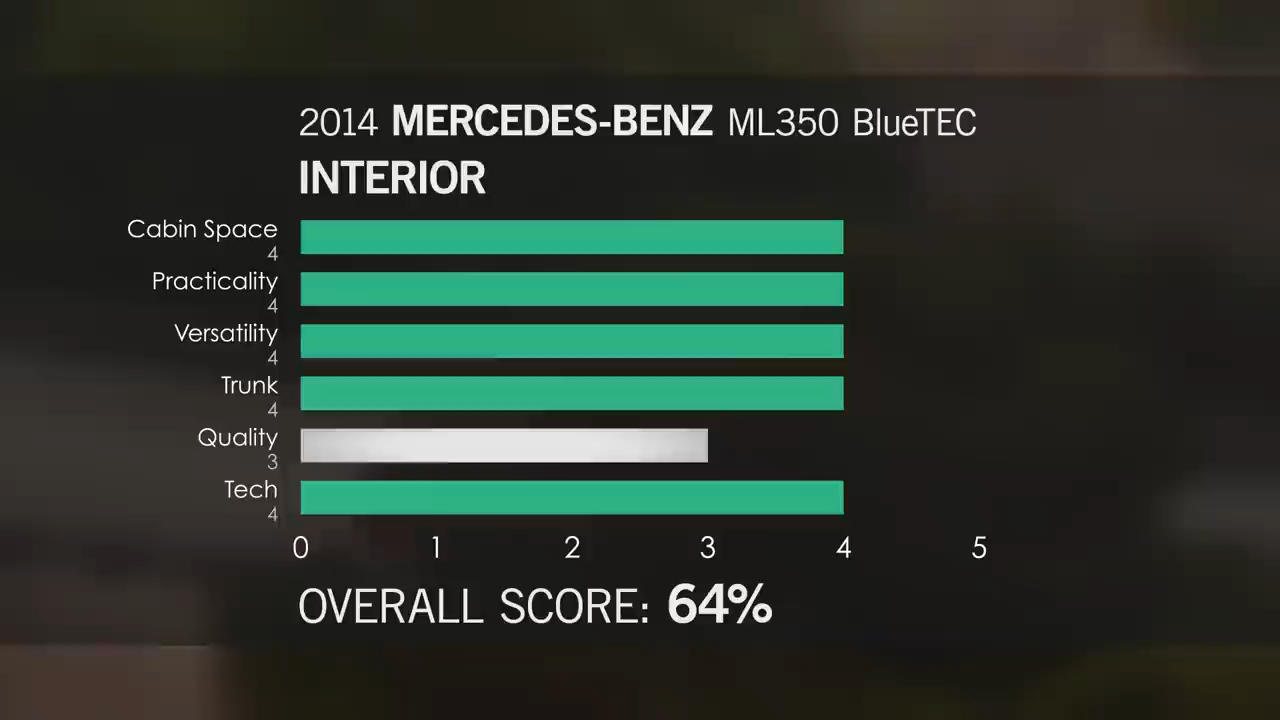 2014 MERCEDES-BENZ ML350 BlueTEC
INTERIOR
Cabin Space
4
Practicality
4
Versatility
4
Trunk
4
Quality
3
Tech
4
0 1 2 3 4 5
OVERALL SCORE: 64%